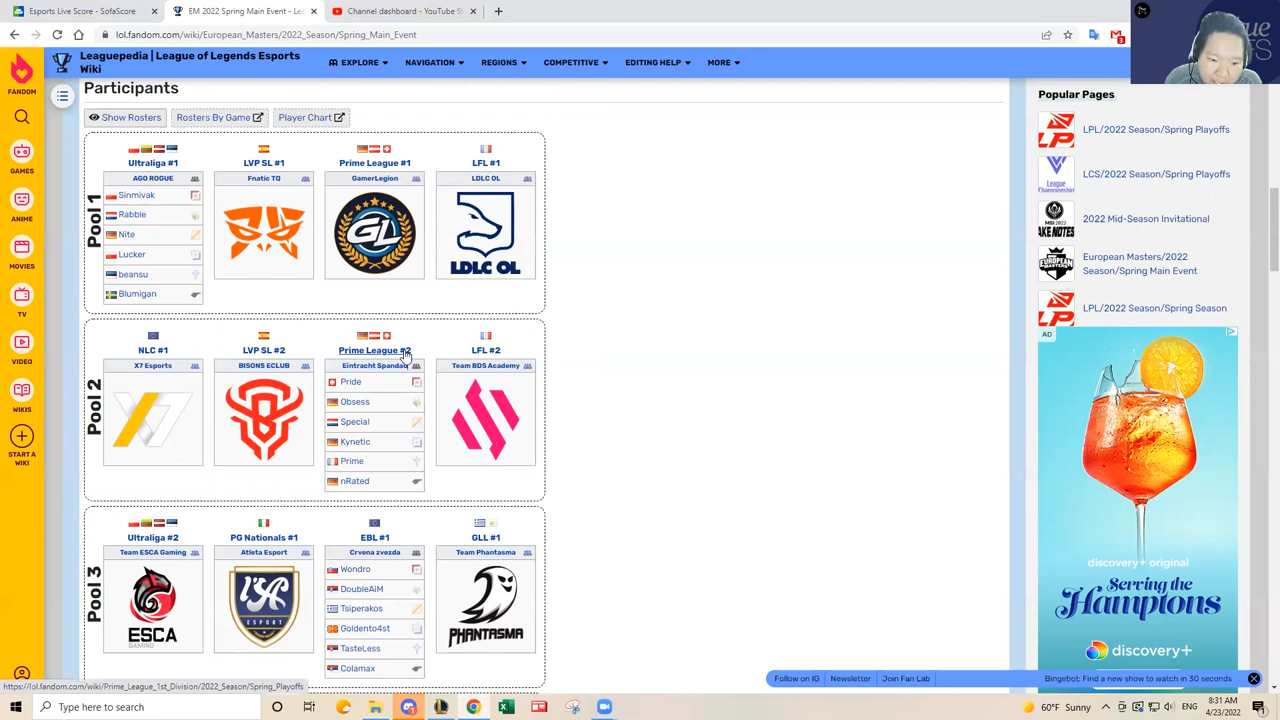 Esports Live Score - SofaScore
EM 2022 Spring Main Event - Le
Channel dashboard - YouTube St
lol.fandom.com/wiki/European_Masters/2022_Season/Spring_Main_Event
FANDOM
GAMES
ANIME
MOVIES
TV
VIDEO
WIKIS
START A
WIKI
Leaguepedia | League of Legends Esports
Wiki
EXPLORE
NAVIGATION
REGIONS
COMPETITIVE
EDITING HELP
MORE
Participants
Show Rosters
Rosters By Game
Player Chart
Pool 1
Ultraliga #1
LVP SL #1
Prime League #1
LFL #1
AGO ROGUE
Fnatic TQ
GamerLegion
LDLC OL
Sinmivak
Rabble
Nite
Lucker
beansu
Blumigan
GL
LDLC OL
Pool 2
NLC #1
LVP SL #2
Prime League #2
LFL #2
X7 Esports
BISONS ECLUB
Eintracht Spandau
Team BDS Academy
X7
Pride
Obsess
Special
Kynetic
Prime
nRated
Pool 3
Ultraliga #2
PG Nationals #1
EBL #1
GLL #1
Team ESCA Gaming
Atleta Esport
Crvena zvezda
Team Phantasma
ESCA
GAMING
ESPORT
Wondro
DoubleAiM
Tsiperakos
Goldento4st
TasteLess
Colamax
PHANTASMA
Popular Pages
LPL/2022 Season/Spring Playoffs
LCS/2022 Season/Spring Playoffs
2022 Mid-Season Invitational
European Masters/2022
Season/Spring Main Event
LPL/2022 Season/Spring Season
AD
discovery+ original
Serving the
Hamptons
discovery+
Follow on IG
Newsletter
Join Fan Lab
Bingebot: Find a new show to watch in 30 seconds
https://lol.fandom.com/wiki/Prime_League_1st_Division/2022_Season/Spring_Playoffs
Type here to search
60°F Sunny
8:31 AM
4/23/2022